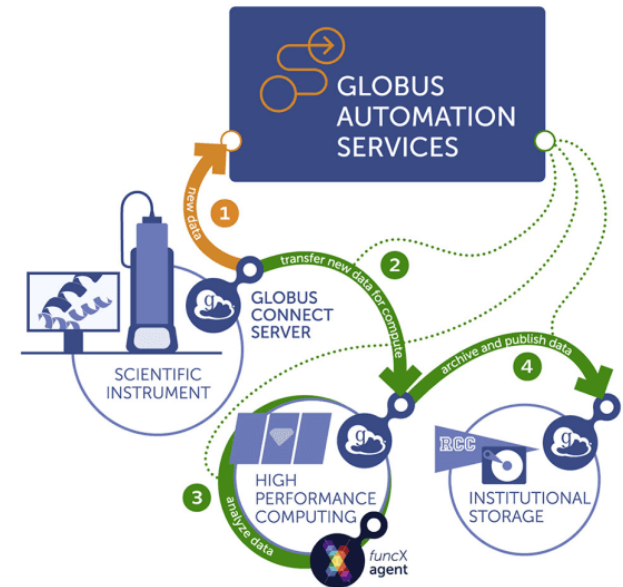 GLOBUS
AUTOMATION
SERVICES
new data
1
transfer new data for compute
2
GLOBUS
CONNECT
SERVER
g
SCIENTIFIC
INSTRUMENT
archive and publish data
4
g
RCC
g
HIGH
PERFORMANCE
COMPUTING
INSTITUTIONAL
STORAGE
3
analyze data
funcX
agent